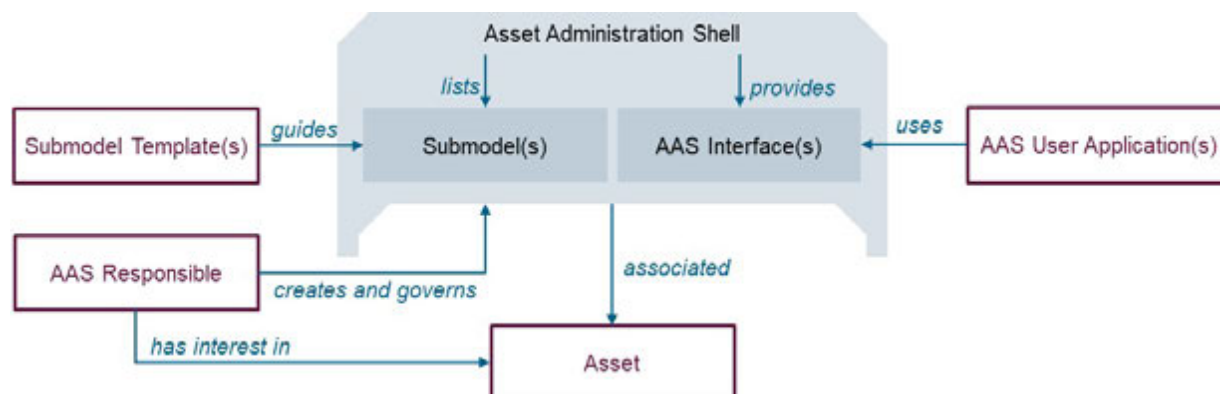 Asset Administration Shell
lists
provides
Submodel Template(s)
guides
Submodel(s)
AAS Interface(s)
uses
AAS User Application(s)
AAS Responsible
creates and governs
associated
has interest in
Asset